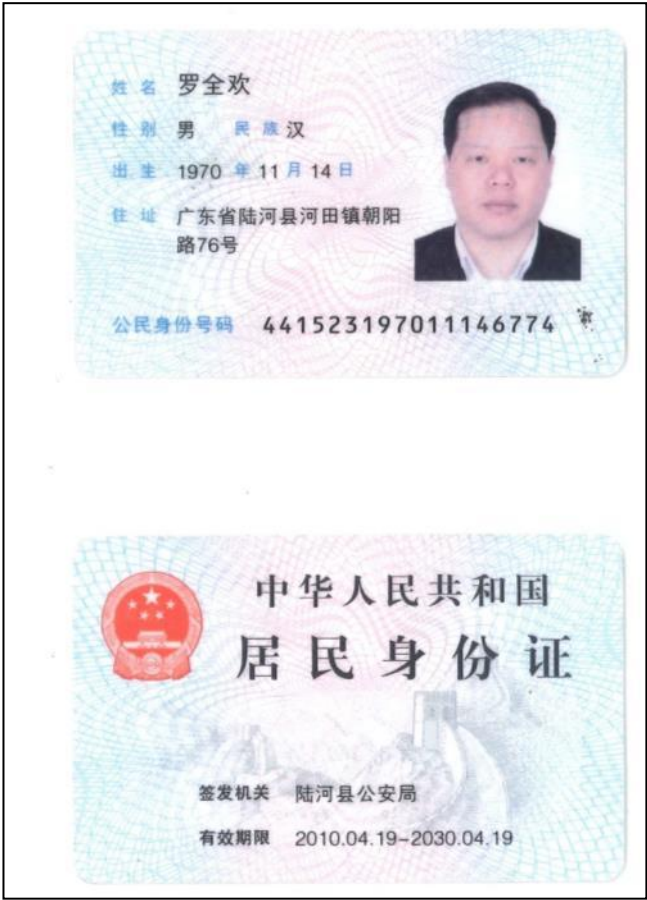 姓名 罗全欢
性别 男 民族 汉
出生 1970 年 11 月 14 日
住址 广东省陆河县河田镇朝阳
路76号
公民身份号码 441523197011146774
中华人民共和国
居民身份证
签发机关 陆河县公安局
有效期限 2010.04.19-2030.04.19